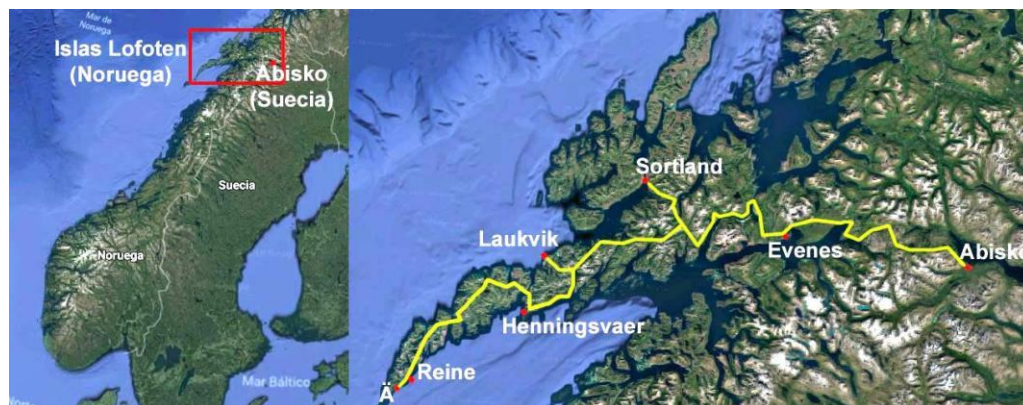 Mar de
Noruega
Islas Lofoten
(Noruega)
Abisko
(Suecia)
Suecia
Noruega
Mar Báltico
Sortland
Laukvik
Evenes
Abisko
Henningsvaer
Reine
Ä